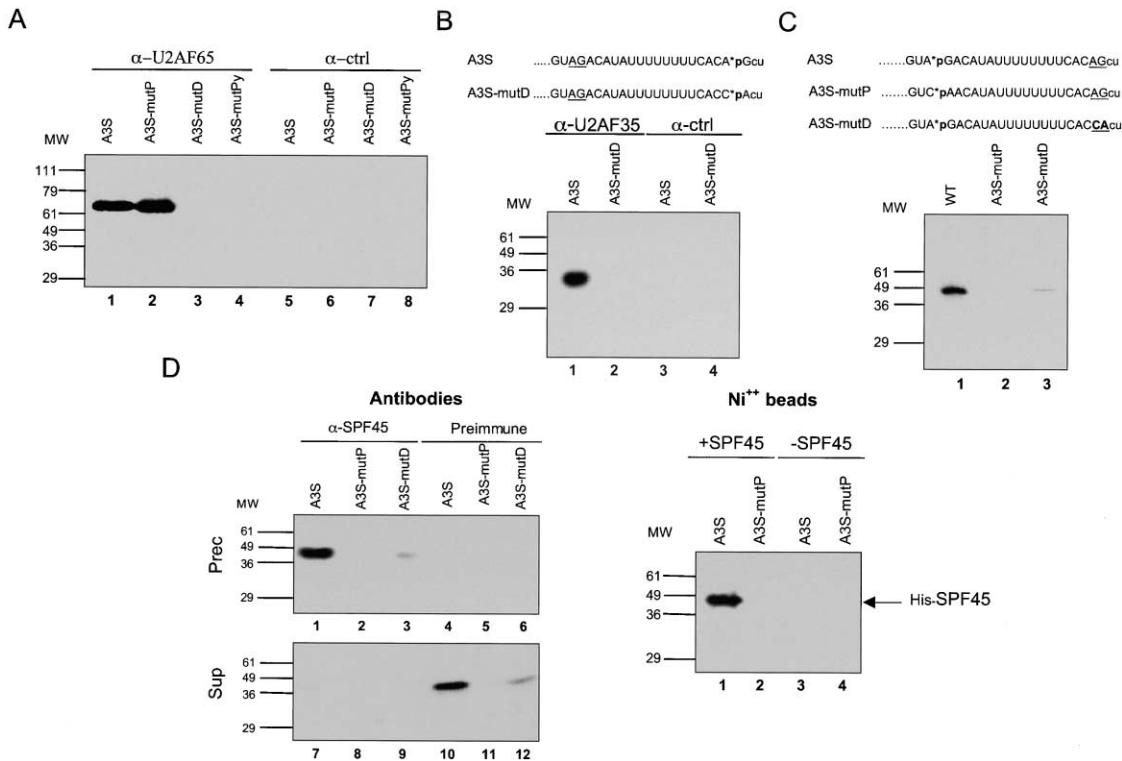 A
α–U2AF65 α–ctrl
A3S A3S-mutP A3S-mutD A3S-mutPy A3S A3S-mutP A3S-mutD A3S-mutPy
MW
111
79
61
49
36
29
1 2 3 4 5 6 7 8
B
A3S .....GUAGACAUAUUUUUUUUCACA*pGcu
A3S-mutD .....GUAGACAUAUUUUUUUUCACC*pAcu
α-U2AF35 α-ctrl
A3S A3S-mutD A3S A3S-mutD
MW
61
49
36
29
1 2 3 4
C
A3S .......GUA*pGACAUAUUUUUUUUCACAGcu
A3S-mutP .......GUC*pAACAUAUUUUUUUUCACAGcu
A3S-mutD .......GUA*pGACAUAUUUUUUUUCACCAcu
WT A3S-mutP A3S-mutD
MW
61
49
36
29
1 2 3
D
Antibodies
α-SPF45 Preimmune
A3S A3S-mutP A3S-mutD A3S A3S-mutP A3S-mutD
MW
Prec
61
49
36
29
1 2 3 4 5 6
Sup
61
49
36
29
7 8 9 10 11 12
Ni++ beads
+SPF45 -SPF45
A3S A3S-mutP A3S A3S-mutP
MW
61
49
36
29
His-SPF45
1 2 3 4